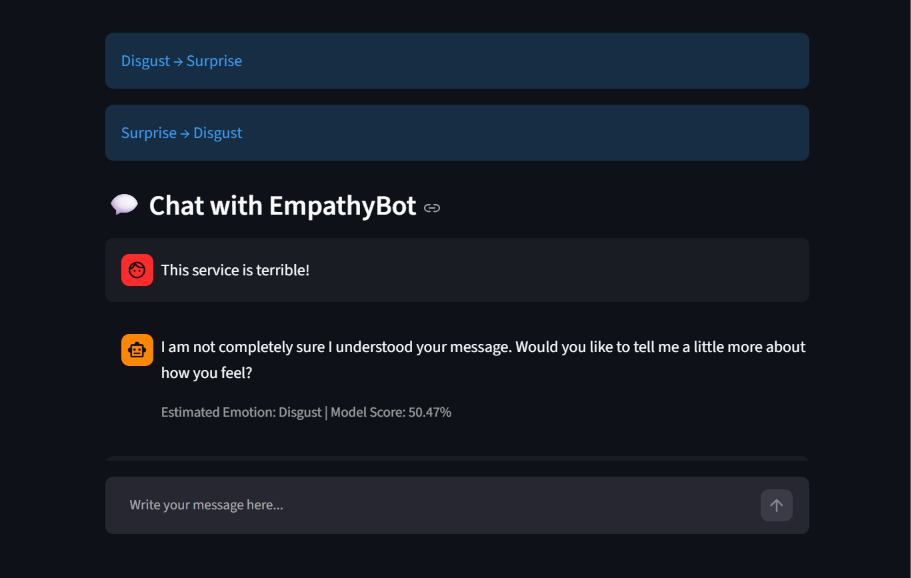 Disgust → Surprise
Surprise → Disgust
Chat with EmpathyBot
This service is terrible!
I am not completely sure I understood your message. Would you like to tell me a little more about
how you feel?
Estimated Emotion: Disgust | Model Score: 50.47%
Write your message here...